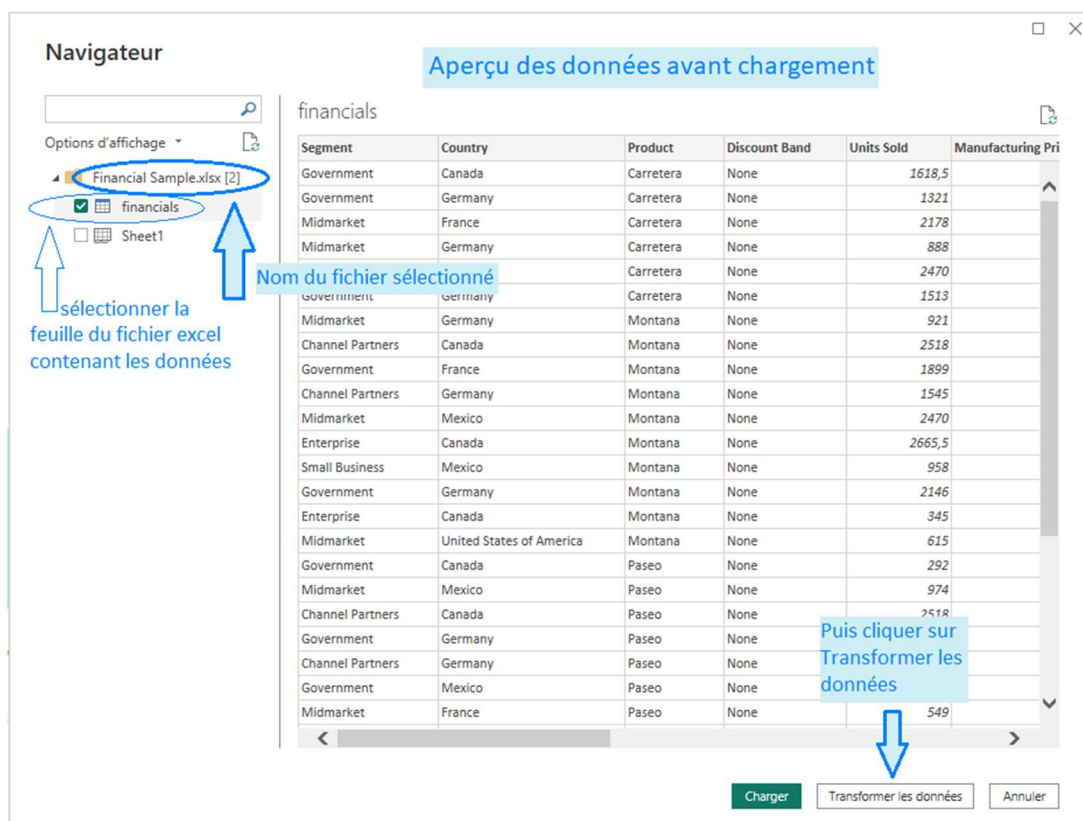 Navigateur
Aperçu des données avant chargement
Options d'affichage
Financial Sample.xlsx [2]
financials
Sheet1
Nom du fichier sélectionné
sélectionner la
feuille du fichier excel
contenant les données
financials
Segment Country Product Discount Band Units Sold Manufacturing Pri
Government Canada Carretera None 1618,5
Government Germany Carretera None 1321
Midmarket France Carretera None 2178
Midmarket Germany Carretera None 888
Carretera None 2470
Government Germany Carretera None 1513
Midmarket Germany Montana None 921
Channel Partners Canada Montana None 2518
Government France Montana None 1899
Channel Partners Germany Montana None 1545
Midmarket Mexico Montana None 2470
Enterprise Canada Montana None 2665,5
Small Business Mexico Montana None 958
Government Germany Montana None 2146
Enterprise Canada Montana None 345
Midmarket United States of America Montana None 615
Government Canada Paseo None 292
Midmarket Mexico Paseo None 974
Channel Partners Canada Paseo None 2518
Government Germany Paseo None
Channel Partners Germany Paseo None
Government Mexico Paseo None
Midmarket France Paseo None 549
Puis cliquer sur
Transformer les
données
Charger Transformer les données Annuler